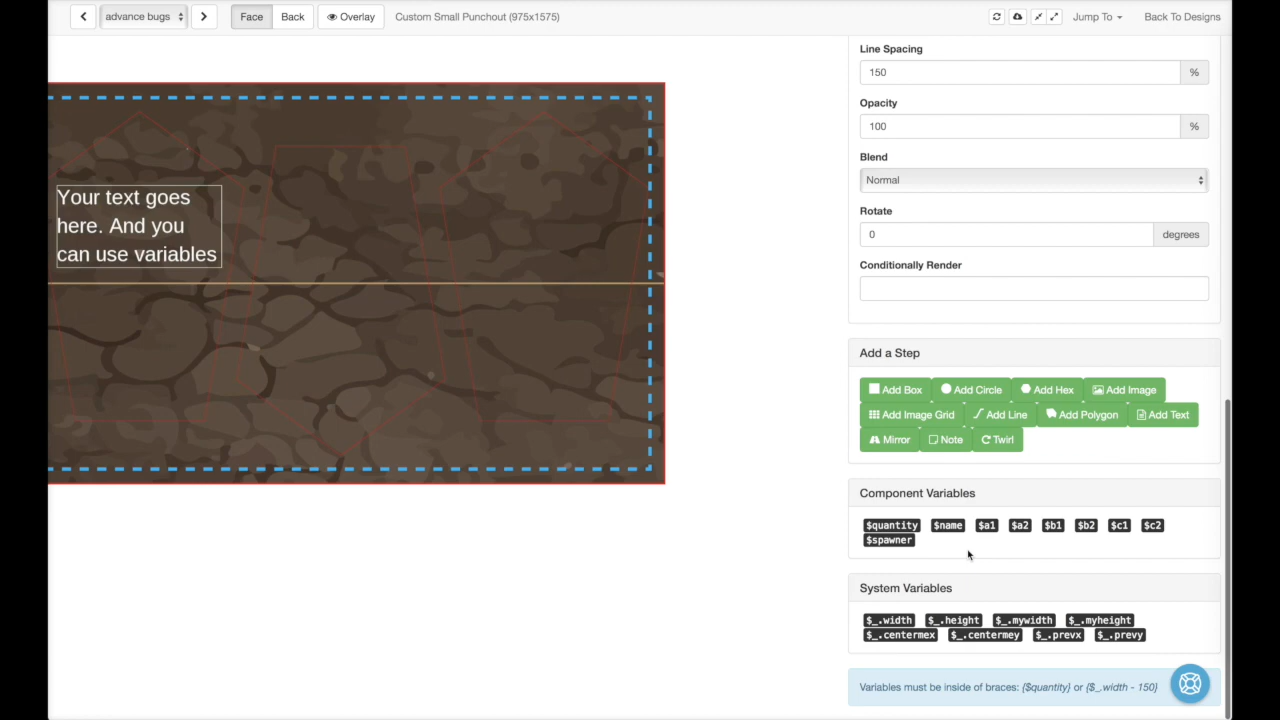 advance bugs Face Back Overlay Custom Small Punchout (975x1575) Jump To Back To Designs
Line Spacing
150 %
Opacity
100 %
Blend
Normal
Rotate
0 degrees
Conditionally Render
Your text goes
here. And you
can use variables
Add a Step
Add Box Add Circle Add Hex Add Image
Add Image Grid Add Line Add Polygon Add Text
Mirror Note Twirl
Component Variables
$quantity $name $a1 $a2 $b1 $b2 $c1 $c2
$spawner
System Variables
$_.width $_.height $_.mywidth $_.myheight
$_.centermex $_.centermey $_.prevx $_.prevy
Variables must be inside of braces: {$quantity} or {$_.width - 150}